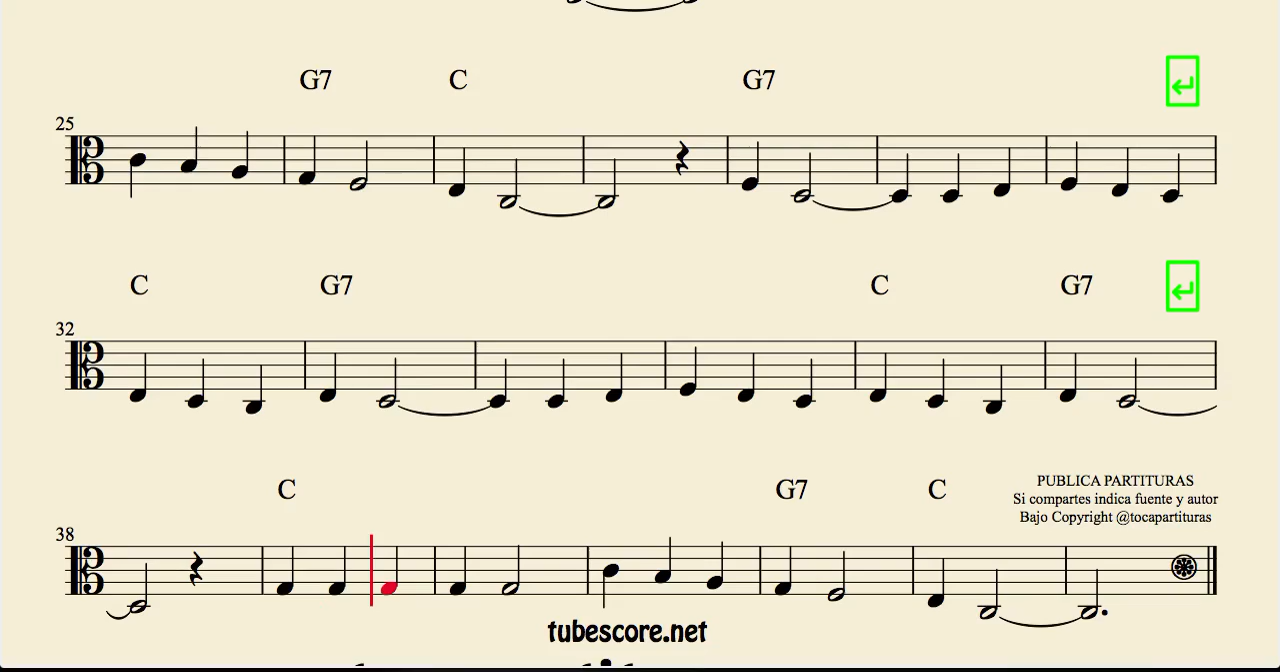 G7 C G7
25
C G7 C G7
32
PUBLICA PARTITURAS
Si compartes indica fuente y autor
Bajo Copyright @tocapartituras
C G7 C
38
tubescore.net